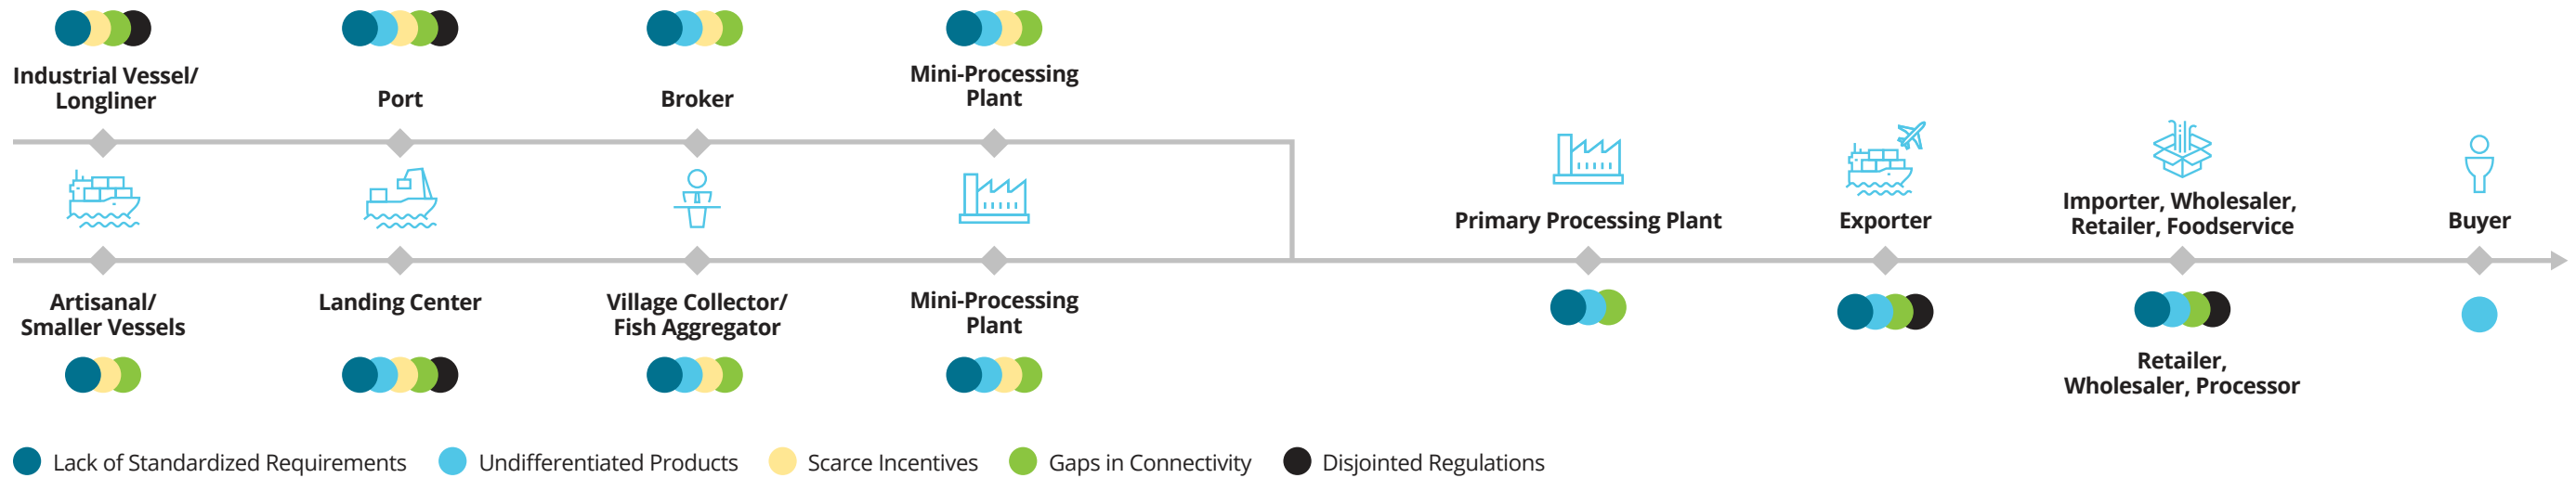 Industrial Vessel/
Longliner
Port
Broker
Mini-Processing
Plant
Primary Processing Plant
Exporter
Importer, Wholesaler,
Retailer, Foodservice
Buyer
Artisanal/
Smaller Vessels
Landing Center
Village Collector/
Fish Aggregator
Mini-Processing
Plant
Retailer,
Wholesaler, Processor
Lack of Standardized Requirements
Undifferentiated Products
Scarce Incentives
Gaps in Connectivity
Disjointed Regulations